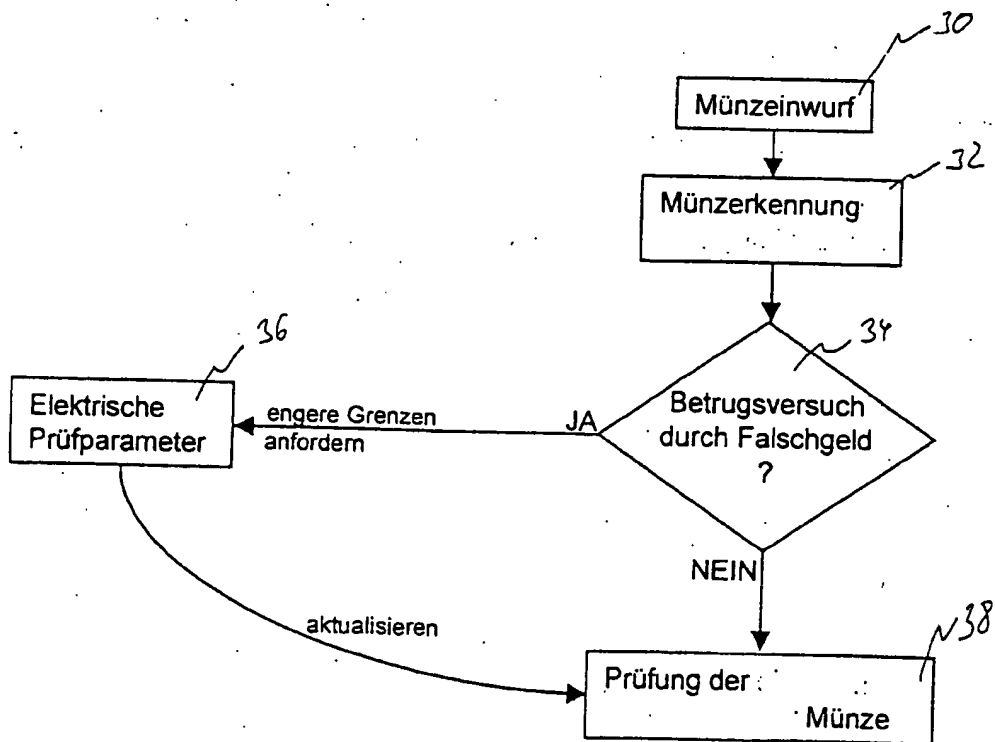 30
Münzeinwurf
32
Münzerkennung
34
Betrugsversuch
durch Falschgeld
?
JA
engere Grenzen
anfordern
36
Elektrische
Prüfparameter
NEIN
aktualisieren
38
Prüfung der
Münze